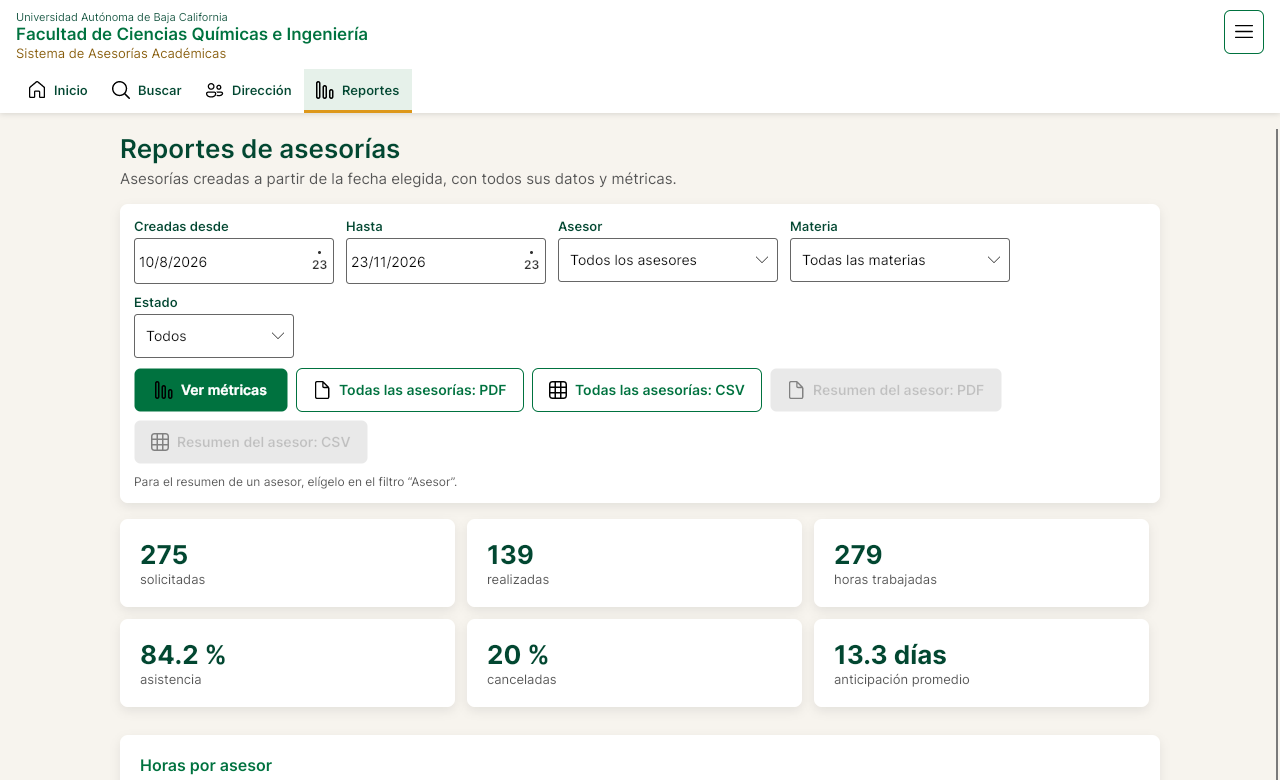 Universidad Autónoma de Baja California
Facultad de Ciencias Químicas e Ingeniería
Sistema de Asesorías Académicas
Inicio Buscar Dirección Reportes
Reportes de asesorías
Asesorías creadas a partir de la fecha elegida, con todos sus datos y métricas.
Creadas desde Hasta Asesor Materia
10/8/2026 23 23/11/2026 23 Todos los asesores Todas las materias
Estado
Todos
Ver métricas Todas las asesorías: PDF Todas las asesorías: CSV Resumen del asesor: PDF
Resumen del asesor: CSV
Para el resumen de un asesor, elígelo en el filtro “Asesor”.
275 139 279
solicitadas realizadas horas trabajadas
84.2 % 20 % 13.3 días
asistencia canceladas anticipación promedio
Horas por asesor